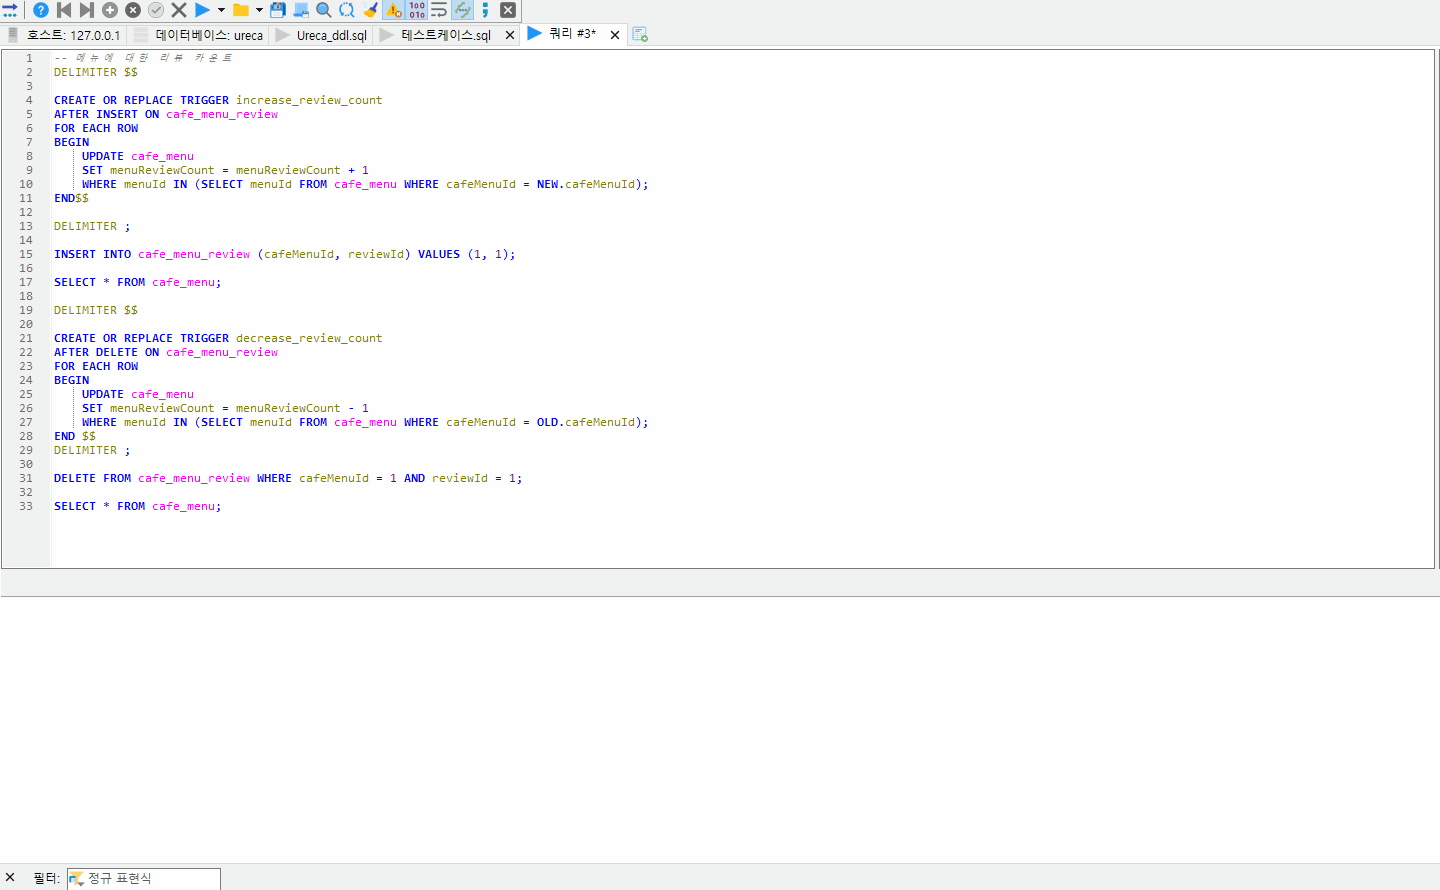 호스트: 127.0.0.1 데이터베이스: ureca Ureca_ddl.sql 테스트케이스.sql 쿼리 #3*
1 -- 메뉴에 대한 리뷰 카운트
2 DELIMITER $$
3
4 CREATE OR REPLACE TRIGGER increase_review_count
5 AFTER INSERT ON cafe_menu_review
6 FOR EACH ROW
7 BEGIN
8 UPDATE cafe_menu
9 SET menuReviewCount = menuReviewCount + 1
10 WHERE menuId IN (SELECT menuId FROM cafe_menu WHERE cafeMenuId = NEW.cafeMenuId);
11 END$$
12
13 DELIMITER ;
14
15 INSERT INTO cafe_menu_review (cafeMenuId, reviewId) VALUES (1, 1);
16
17 SELECT * FROM cafe_menu;
18
19 DELIMITER $$
20
21 CREATE OR REPLACE TRIGGER decrease_review_count
22 AFTER DELETE ON cafe_menu_review
23 FOR EACH ROW
24 BEGIN
25 UPDATE cafe_menu
26 SET menuReviewCount = menuReviewCount - 1
27 WHERE menuId IN (SELECT menuId FROM cafe_menu WHERE cafeMenuId = OLD.cafeMenuId);
28 END $$
29 DELIMITER ;
30
31 DELETE FROM cafe_menu_review WHERE cafeMenuId = 1 AND reviewId = 1;
32
33 SELECT * FROM cafe_menu;
필터: 정규 표현식